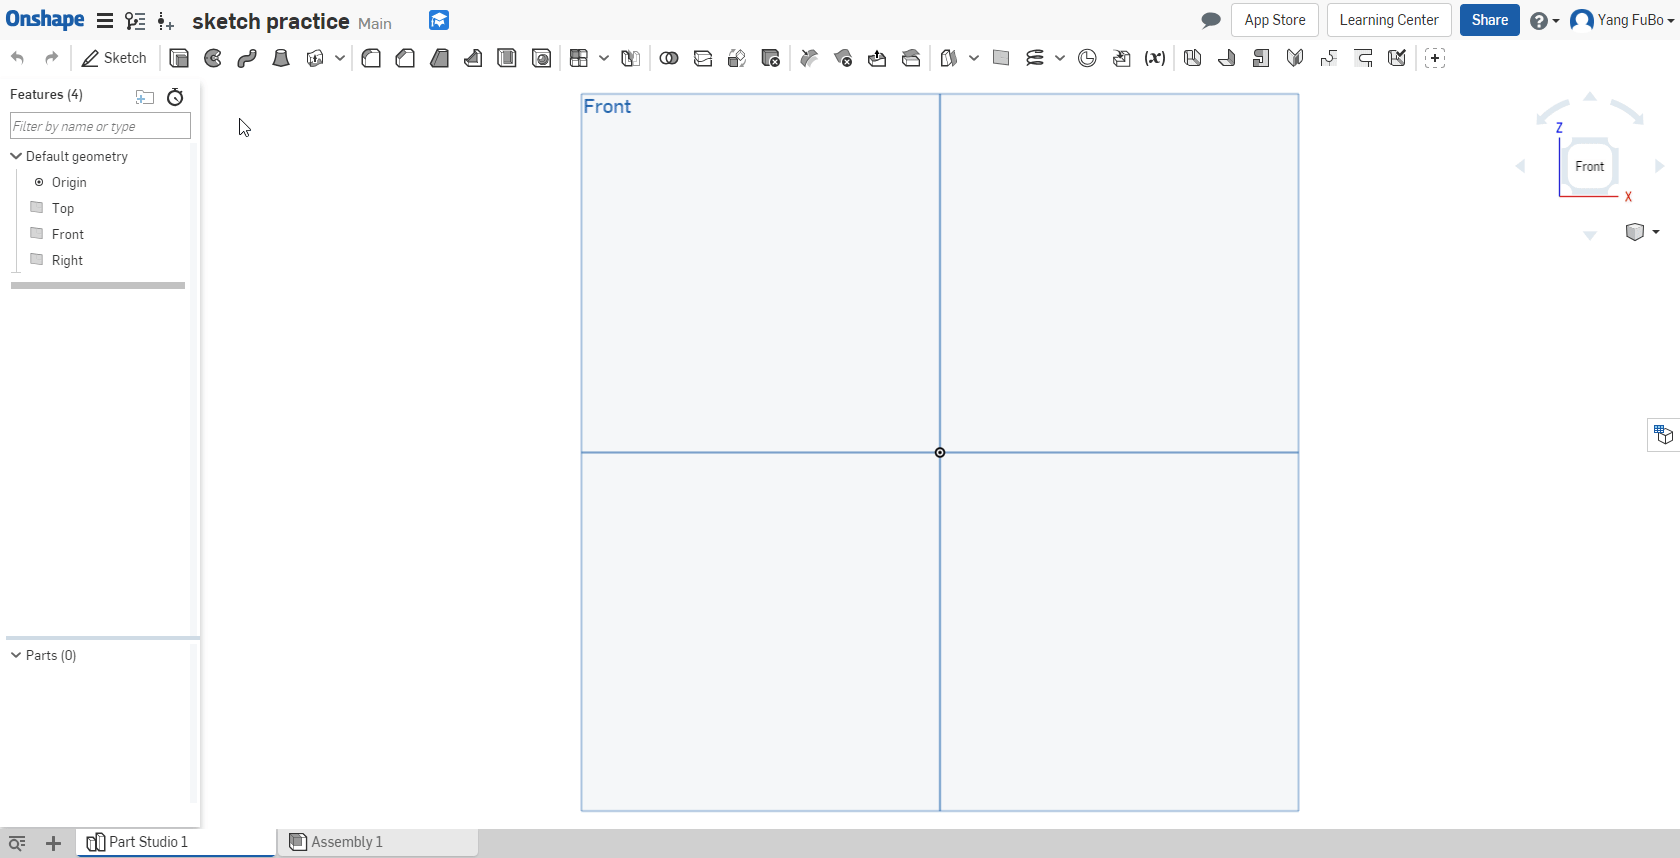 Onshape sketch practice Main App Store Learning Center Share Yang FuBo
Sketch (x)
Features (4)
Filter by name or type
Default geometry
Origin
Top
Front
Right
Parts (0)
Front
Z
Front
X
Part Studio 1 Assembly 1